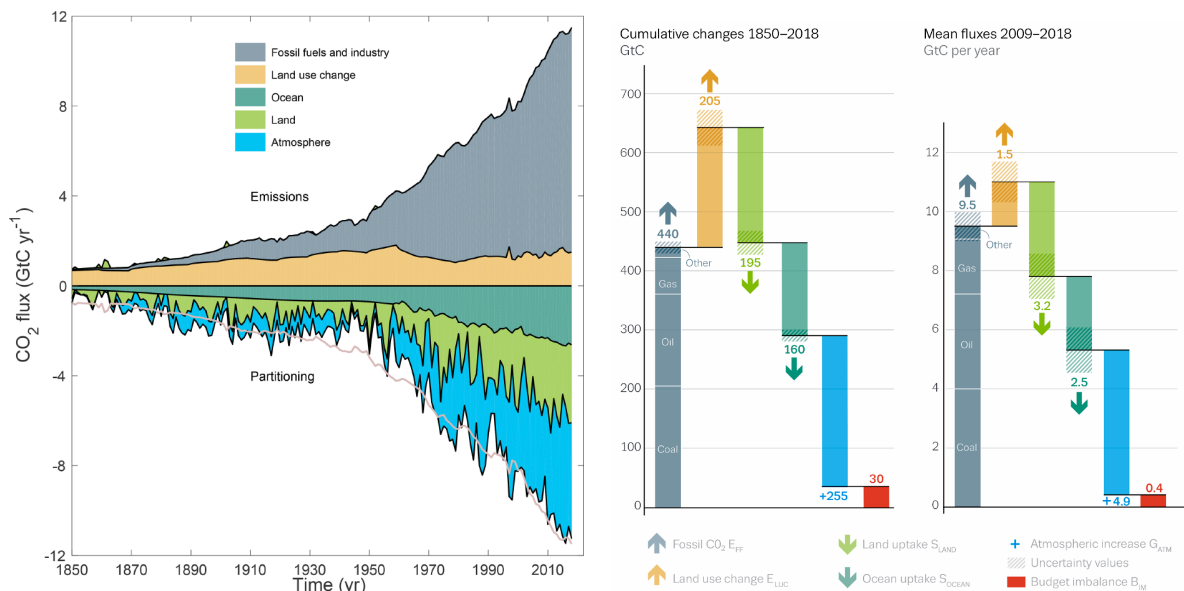 12
8
4
0
-4
-8
-12
CO2 flux (GtC yr-1)
Fossil fuels and industry
Land use change
Ocean
Land
Atmosphere
Emissions
Partitioning
1850 1870 1890 1910 1930 1950 1970 1990 2010
Time (yr)
Cumulative changes 1850–2018
GtC
700
600
500
400
300
200
100
0
440
205
195
160
+255
30
Other
Gas
Oil
Coal
Mean fluxes 2009–2018
GtC per year
12
10
8
6
4
2
0
9.5
1.5
3.2
2.5
+4.9
0.4
Other
Gas
Oil
Coal
Fossil CO2 EFF
Land use change ELUC
Land uptake SLAND
Ocean uptake SOCEAN
+ Atmospheric increase GATM
Uncertainty values
Budget imbalance BIM